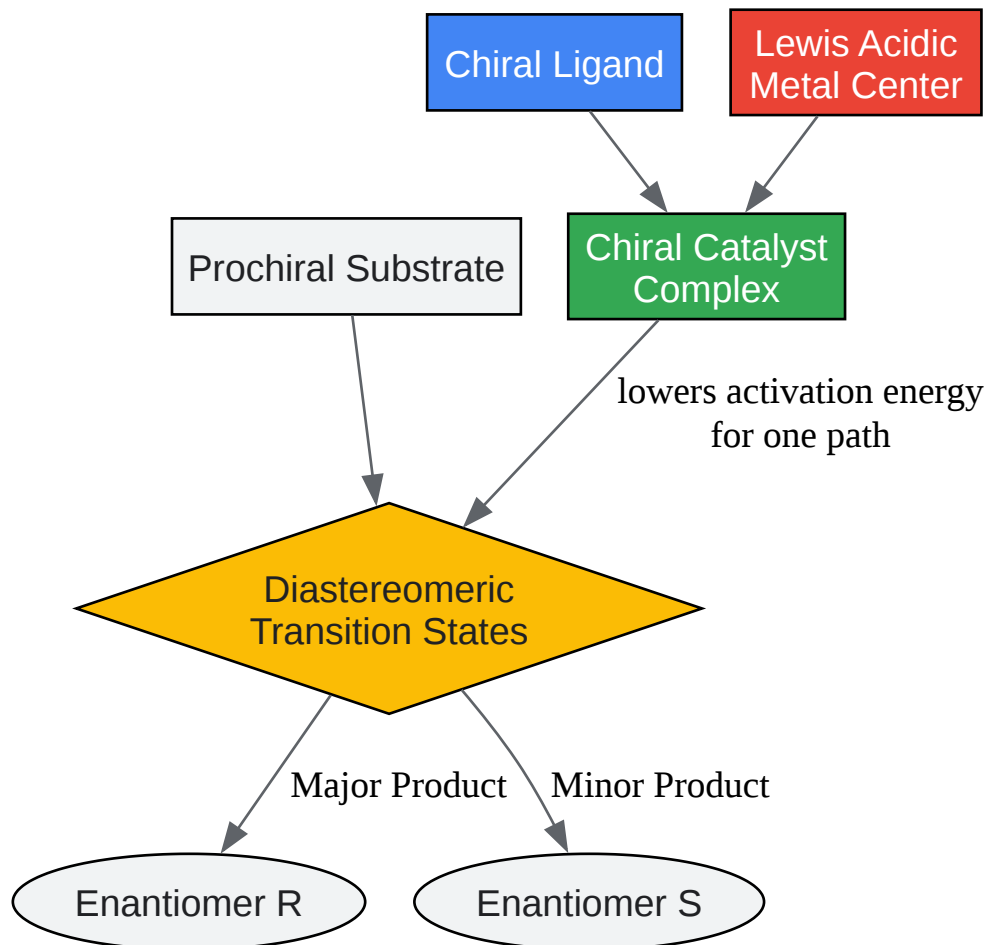 Chiral Ligand
Lewis Acidic
Metal Center
Prochiral Substrate
Chiral Catalyst
Complex
lowers activation energy
for one path
Diastereomeric
Transition States
Major Product
Minor Product
Enantiomer R
Enantiomer S